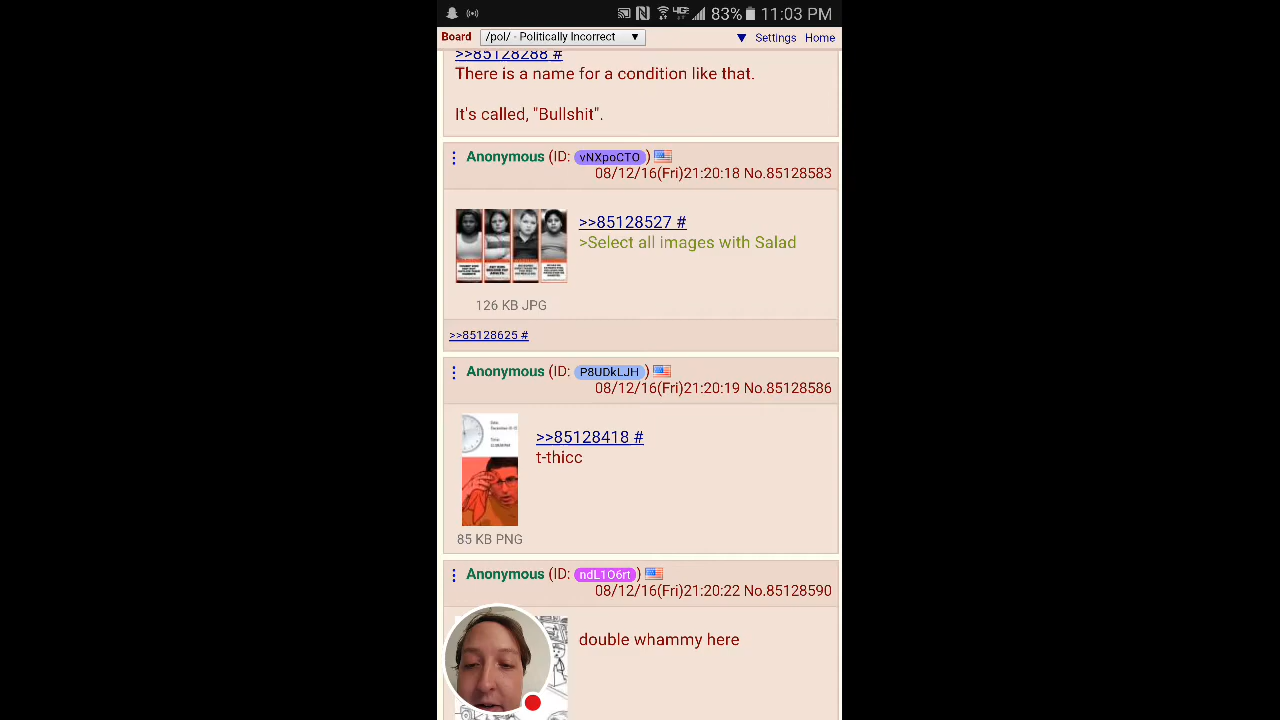 83% 11:03 PM
Board /pol/ - Politically Incorrect ▼ ▼ Settings Home
>>85128288 #
There is a name for a condition like that.
It's called, "Bullshit".
Anonymous (ID: vNXpoCTO)
08/12/16(Fri)21:20:18 No.85128583
>>85128527 #
>Select all images with Salad
126 KB JPG
>>85128625 #
Anonymous (ID: P8UDkLJH)
08/12/16(Fri)21:20:19 No.85128586
>>85128418 #
t-thicc
85 KB PNG
Anonymous (ID: ndL1O6rt)
08/12/16(Fri)21:20:22 No.85128590
double whammy here